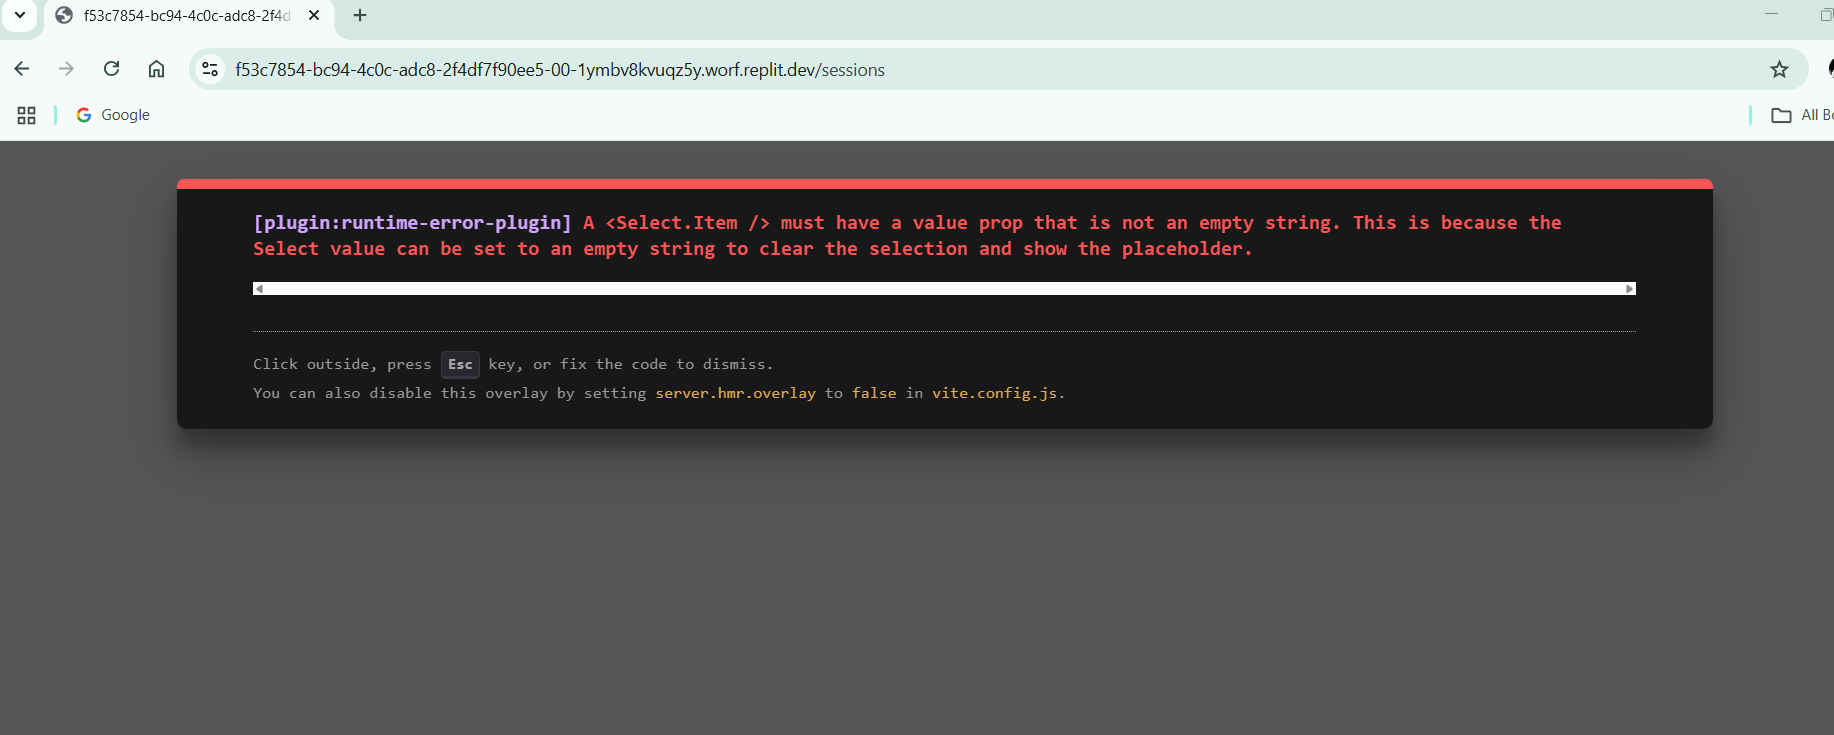 f53c7854-bc94-4c0c-adc8-2f4d
f53c7854-bc94-4c0c-adc8-2f4df7f90ee5-00-1ymbv8kvuqz5y.worf.replit.dev/sessions
Google
All Bo
[plugin:runtime-error-plugin] A <Select.Item /> must have a value prop that is not an empty string. This is because the
Select value can be set to an empty string to clear the selection and show the placeholder.
Click outside, press Esc key, or fix the code to dismiss.
You can also disable this overlay by setting server.hmr.overlay to false in vite.config.js.